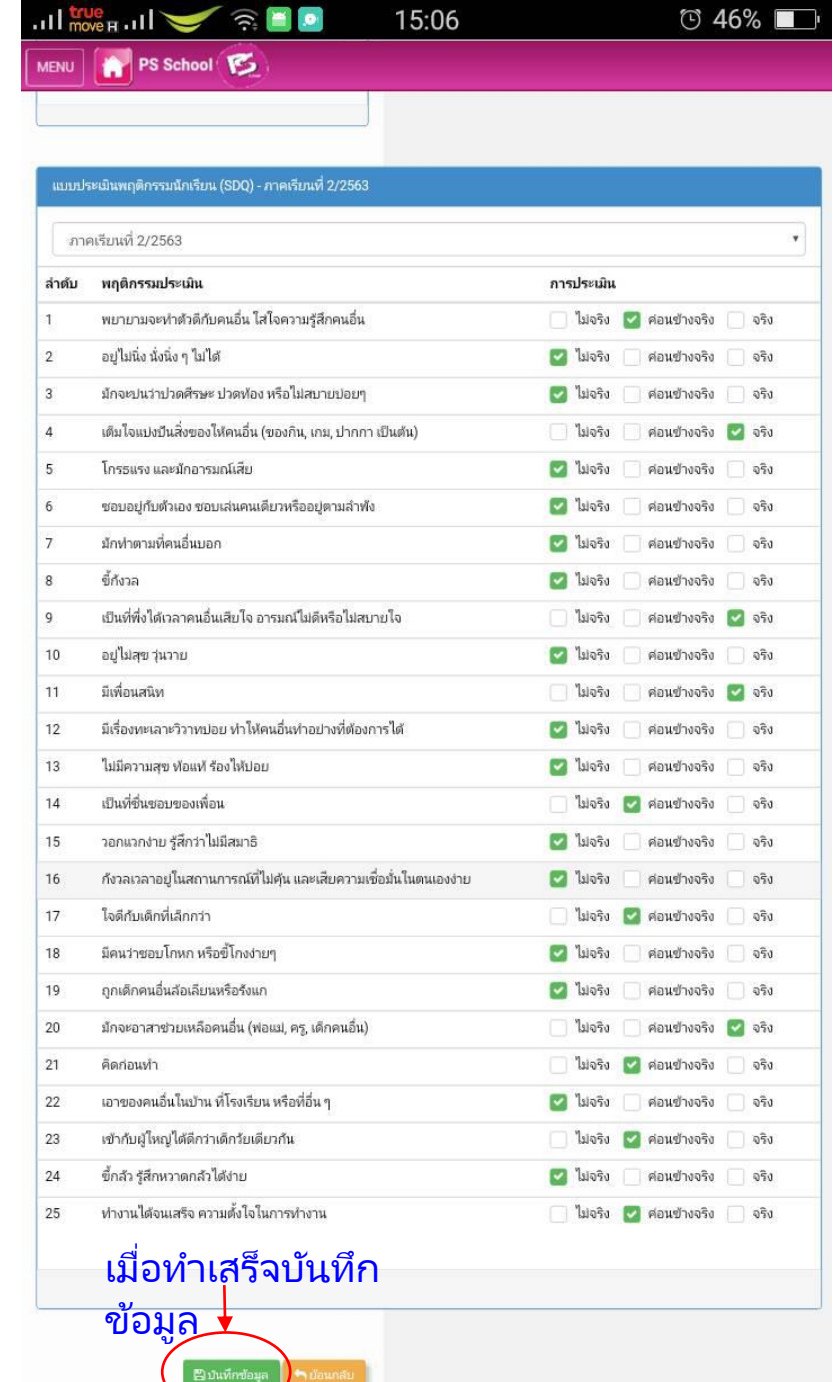 true
move H
15:06
46%
MENU
PS School
แบบประเมินพฤติกรรมนักเรียน (SDQ) - ภาคเรียนที่ 2/2563
ภาคเรียนที่ 2/2563
ลำดับ พฤติกรรมประเมิน การประเมิน
1 พยายามจะทำตัวดีกับคนอื่น ใส่ใจความรู้สึกคนอื่น ไม่จริง ค่อนข้างจริง จริง
2 อยู่ไม่นิ่ง นั่งนิ่ง ๆ ไม่ได้ ไม่จริง ค่อนข้างจริง จริง
3 มักจะบ่นว่าปวดศีรษะ ปวดท้อง หรือไม่สบายบ่อยๆ ไม่จริง ค่อนข้างจริง จริง
4 เต็มใจแบ่งปันสิ่งของให้คนอื่น (ของกิน, เกม, ปากกา เป็นต้น) ไม่จริง ค่อนข้างจริง จริง
5 โกรธแรง และมักอารมณ์เสีย ไม่จริง ค่อนข้างจริง จริง
6 ชอบอยู่กับตัวเอง ชอบเล่นคนเดียวหรืออยู่ตามลำพัง ไม่จริง ค่อนข้างจริง จริง
7 มักทำตามที่คนอื่นบอก ไม่จริง ค่อนข้างจริง จริง
8 ขี้กังวล ไม่จริง ค่อนข้างจริง จริง
9 เป็นที่พึ่งได้เวลาคนอื่นเสียใจ อารมณ์ไม่ดีหรือไม่สบายใจ ไม่จริง ค่อนข้างจริง จริง
10 อยู่ไม่สุข วุ่นวาย ไม่จริง ค่อนข้างจริง จริง
11 มีเพื่อนสนิท ไม่จริง ค่อนข้างจริง จริง
12 มีเรื่องทะเลาะวิวาทบ่อย ทำให้คนอื่นทำอย่างที่ต้องการได้ ไม่จริง ค่อนข้างจริง จริง
13 ไม่มีความสุข ท้อแท้ ร้องไห้บ่อย ไม่จริง ค่อนข้างจริง จริง
14 เป็นที่ชื่นชอบของเพื่อน ไม่จริง ค่อนข้างจริง จริง
15 วอกแวกง่าย รู้สึกว่าไม่มีสมาธิ ไม่จริง ค่อนข้างจริง จริง
16 กังวลเวลาอยู่ในสถานการณ์ที่ไม่คุ้น และเสียความเชื่อมั่นในตนเองง่าย ไม่จริง ค่อนข้างจริง จริง
17 ใจดีกับเด็กที่เล็กกว่า ไม่จริง ค่อนข้างจริง จริง
18 มีคนว่าชอบโกหก หรือขี้โกงง่ายๆ ไม่จริง ค่อนข้างจริง จริง
19 ถูกเด็กคนอื่นล้อเลียนหรือรังแก ไม่จริง ค่อนข้างจริง จริง
20 มักจะอาสาช่วยเหลือคนอื่น (พ่อแม่, ครู, เด็กคนอื่น) ไม่จริง ค่อนข้างจริง จริง
21 คิดก่อนทำ ไม่จริง ค่อนข้างจริง จริง
22 เอาของคนอื่นในบ้าน ที่โรงเรียน หรือที่อื่น ๆ ไม่จริง ค่อนข้างจริง จริง
23 เข้ากับผู้ใหญ่ได้ดีกว่าเด็กวัยเดียวกัน ไม่จริง ค่อนข้างจริง จริง
24 ขี้กลัว รู้สึกหวาดกลัวได้ง่าย ไม่จริง ค่อนข้างจริง จริง
25 ทำงานได้จนเสร็จ ความตั้งใจในการทำงาน ไม่จริง ค่อนข้างจริง จริง
เมื่อทำเสร็จบันทึก
ข้อมูล
บันทึกข้อมูล ย้อนกลับ